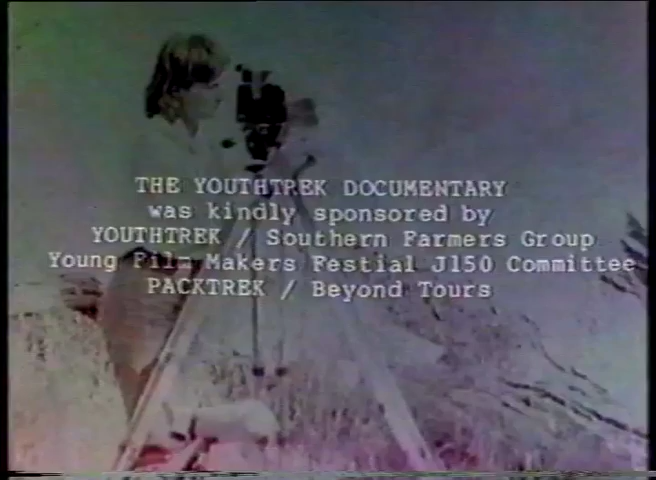 THE YOUTHTREK DOCUMENTARY
was kindly sponsored by
YOUTHTREK / Southern Farmers Group
Young Film Makers Festial J150 Committee
PACKTREK / Beyond Tours